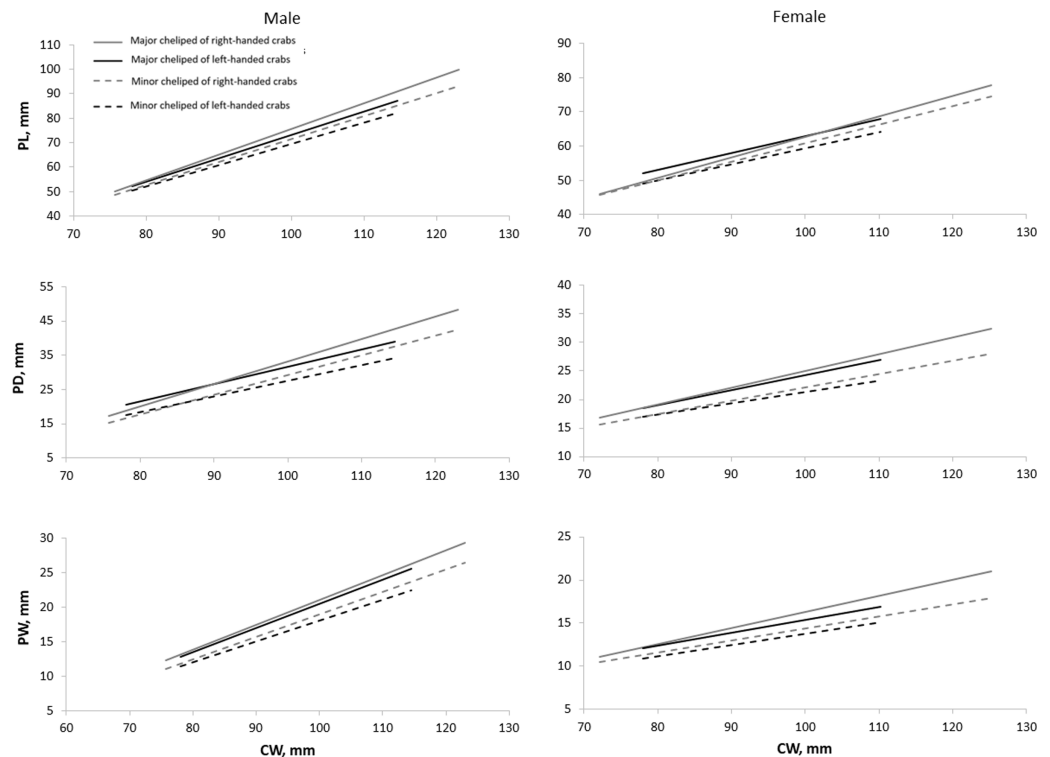 Male
Female
Major cheliped of right-handed crabs
Major cheliped of left-handed crabs
Minor cheliped of right-handed crabs
Minor cheliped of left-handed crabs
PL, mm
110
100
90
80
70
60
50
40
70 80 90 100 110 120 130
90
80
70
60
50
40
70 80 90 100 110 120 130
PD, mm
55
45
35
25
15
5
70 80 90 100 110 120 130
40
35
30
25
20
15
10
70 80 90 100 110 120 130
PW, mm
30
25
20
15
10
5
60 70 80 90 100 110 120 130
CW, mm
25
20
15
10
5
70 80 90 100 110 120 130
CW, mm